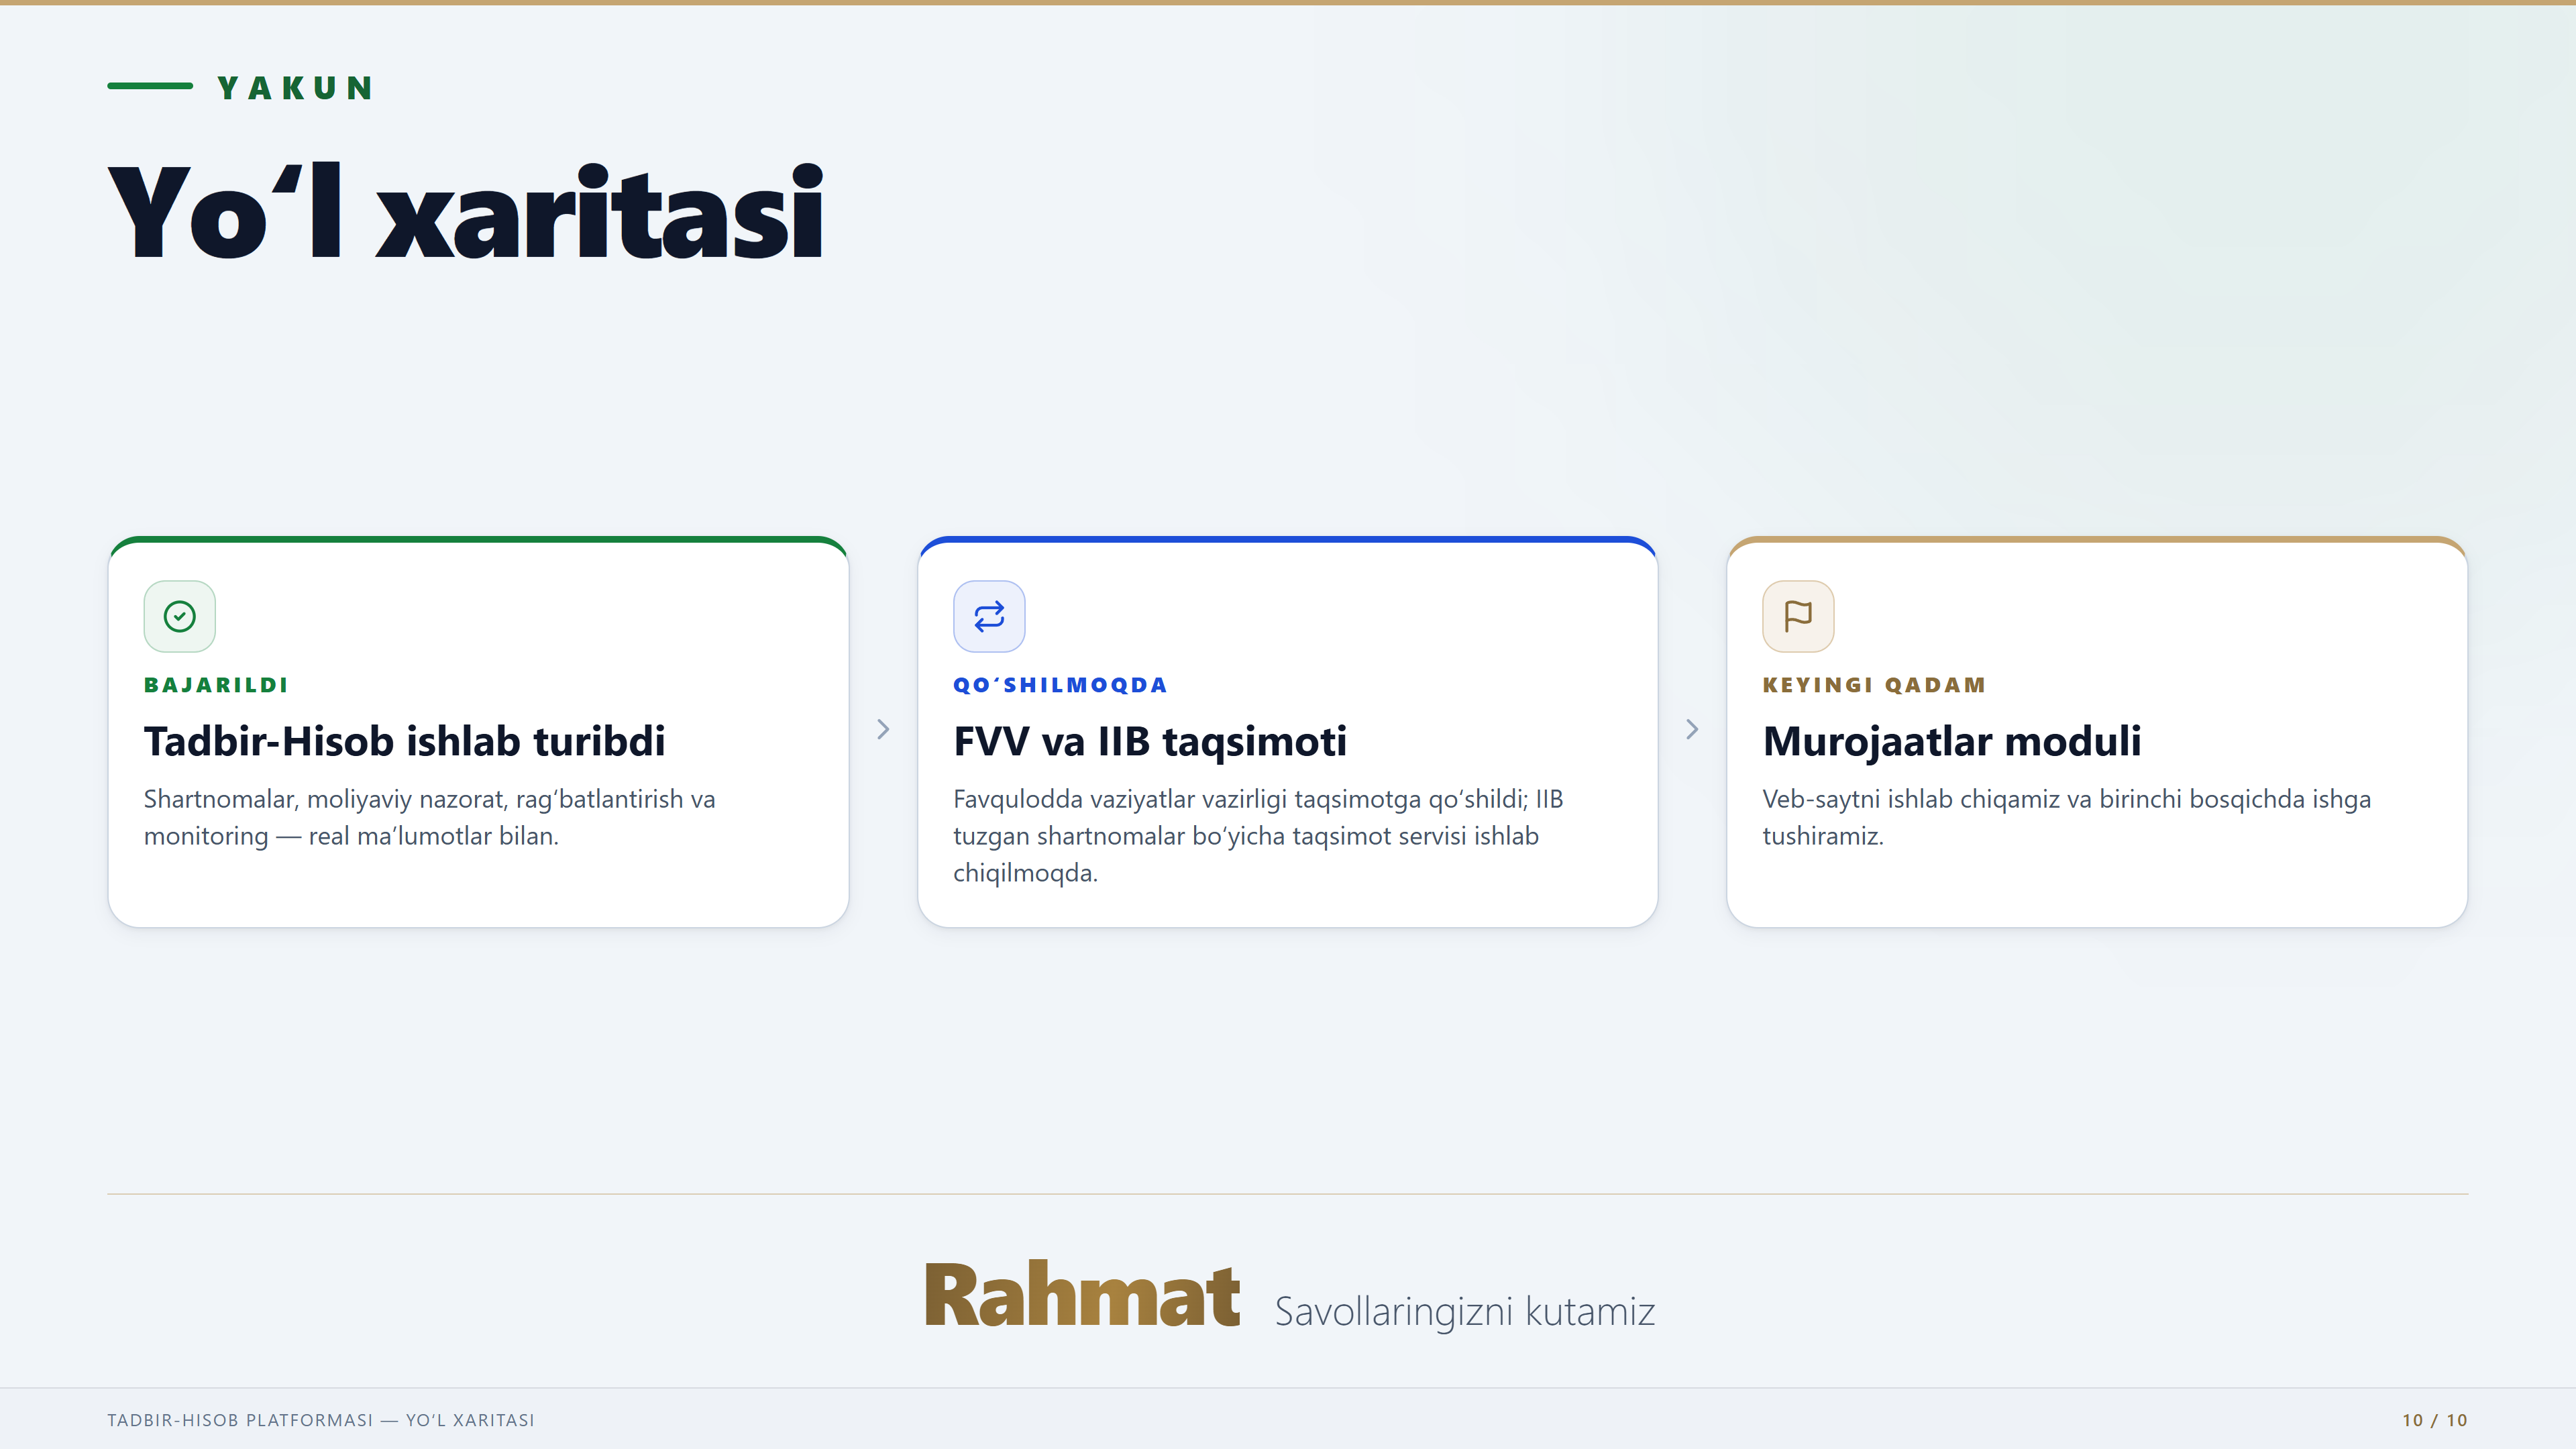 YAKUN
Yo‘l xaritasi
BAJARILDI
Tadbir-Hisob ishlab turibdi
Shartnomalar, moliyaviy nazorat, rag‘batlantirish va
monitoring — real ma’lumotlar bilan.
QO‘SHILMOQDA
FVV va IIB taqsimoti
Favqulodda vaziyatlar vazirligi taqsimotga qo‘shildi; IIB
tuzgan shartnomalar bo‘yicha taqsimot servisi ishlab
chiqilmoqda.
KEYINGI QADAM
Murojaatlar moduli
Veb-saytni ishlab chiqamiz va birinchi bosqichda ishga
tushiramiz.
Rahmat Savollaringizni kutamiz
TADBIR-HISOB PLATFORMASI — YO‘L XARITASI
10 / 10